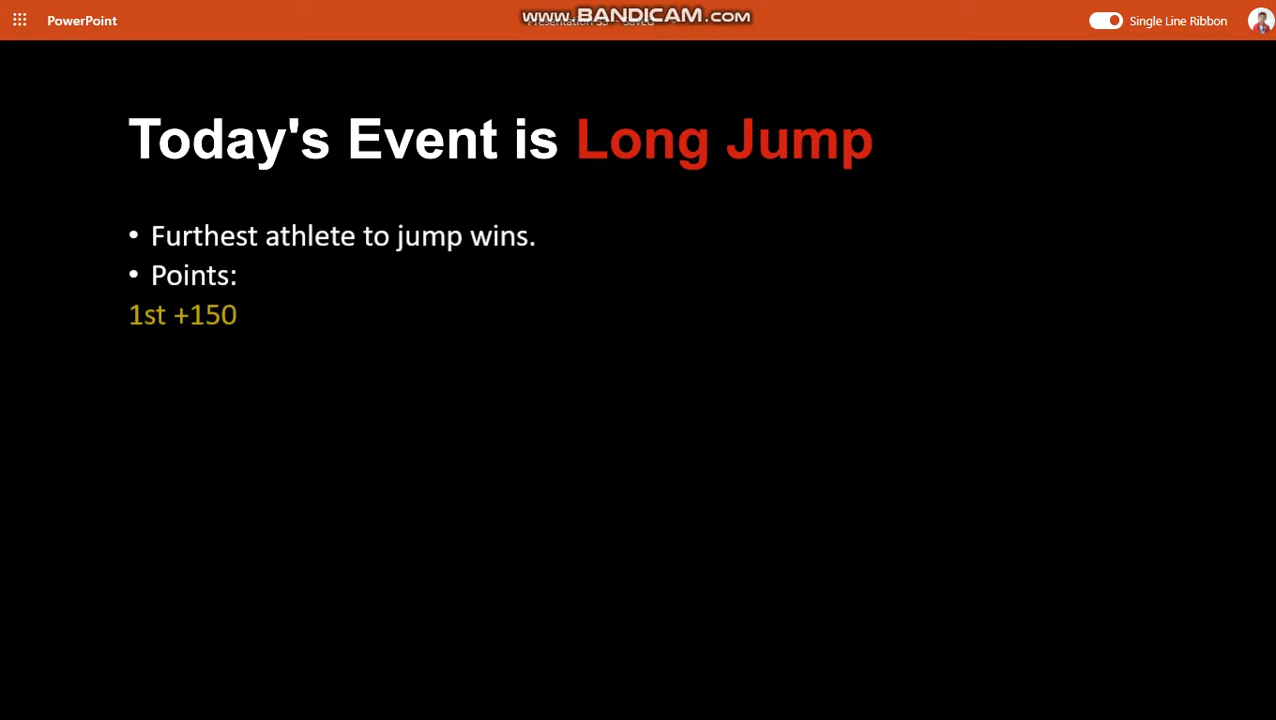 PowerPoint
www.BANDICAM.com
Single Line Ribbon
Today's Event is Long Jump
• Furthest athlete to jump wins.
• Points:
1st +150